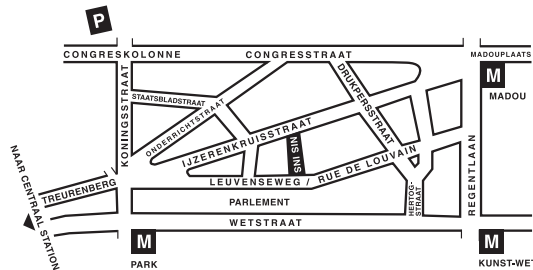 P
CONGRESKOLONNE
CONGRESSTRAAT
MADOUPLAATS
M
MADOU
KONINGSSTRAAT
STAATSBLADSTRAAT
ONDERRICHTSTRAAT
DRUKPERSSTRAAT
IJZERENKRUISSTRAAT
NIS INS
REGENTLAAN
NAAR CENTRAAL STATION
TREURENBERG
LEUVENSEWEG / RUE DE LOUVAIN
HERTOG-
STRAAT
PARLEMENT
WETSTRAAT
M
PARK
M
KUNST-WET